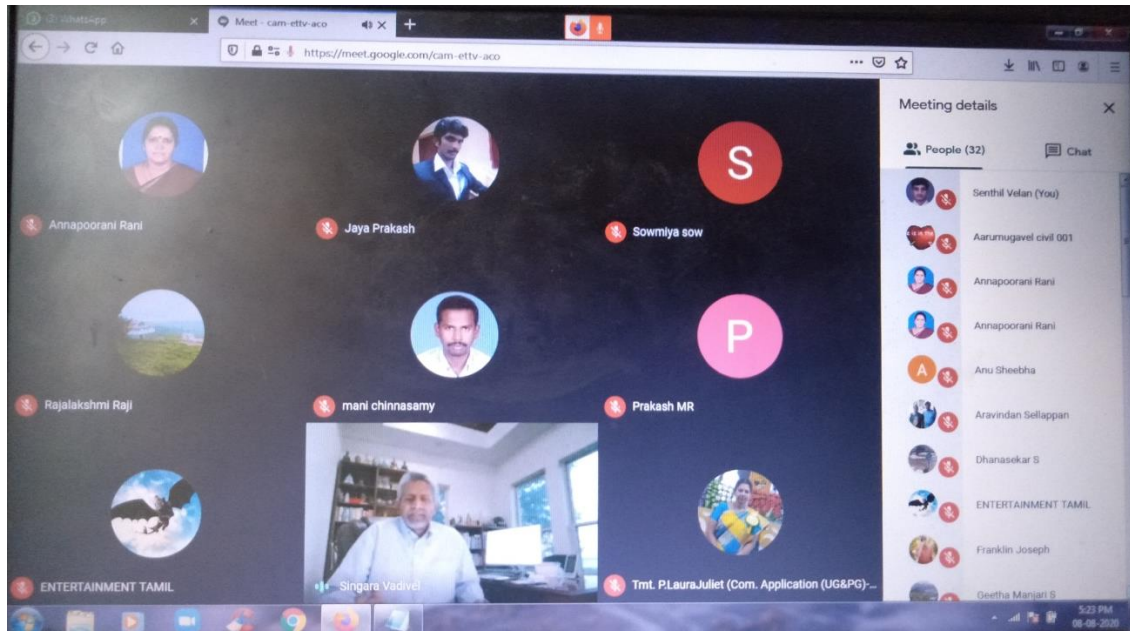 (2) WhatsApp
Meet - cam-ettv-aco
https://meet.google.com/cam-ettv-aco
Meeting details
People (32)
Chat
Annapoorani Rani
Jaya Prakash
S
Sowmiya sow
Rajalakshmi Raji
mani chinnasamy
P
Prakash MR
ENTERTAINMENT TAMIL
Singara Vadivel
Tmt. P.LauraJuliet (Com. Application (UG&PG)-...
Senthil Velan (You)
Aarumugavel civil 001
Annapoorani Rani
Annapoorani Rani
A
Anu Sheebha
Aravindan Sellappan
Dhanasekar S
ENTERTAINMENT TAMIL
Franklin Joseph
Geetha Manjari S
5:23 PM
08-06-2020